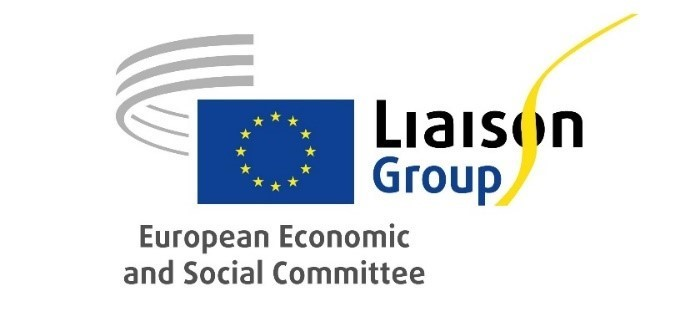 Liaison
Group
European Economic
and Social Committee